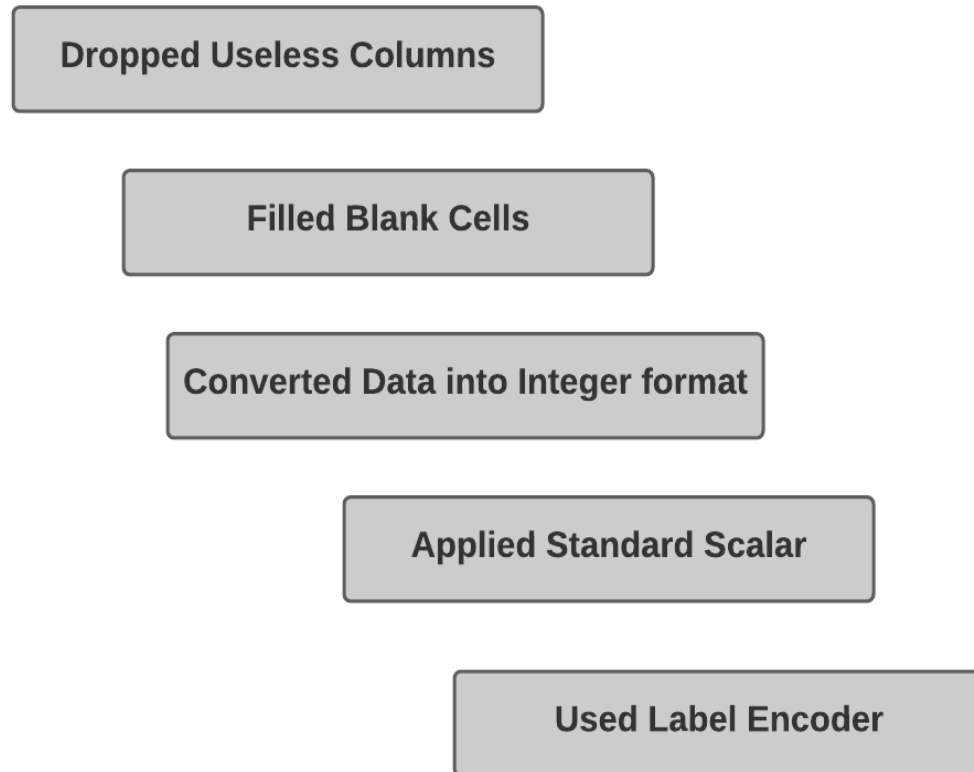 Dropped Useless Columns
Filled Blank Cells
Converted Data into Integer format
Applied Standard Scalar
Used Label Encoder